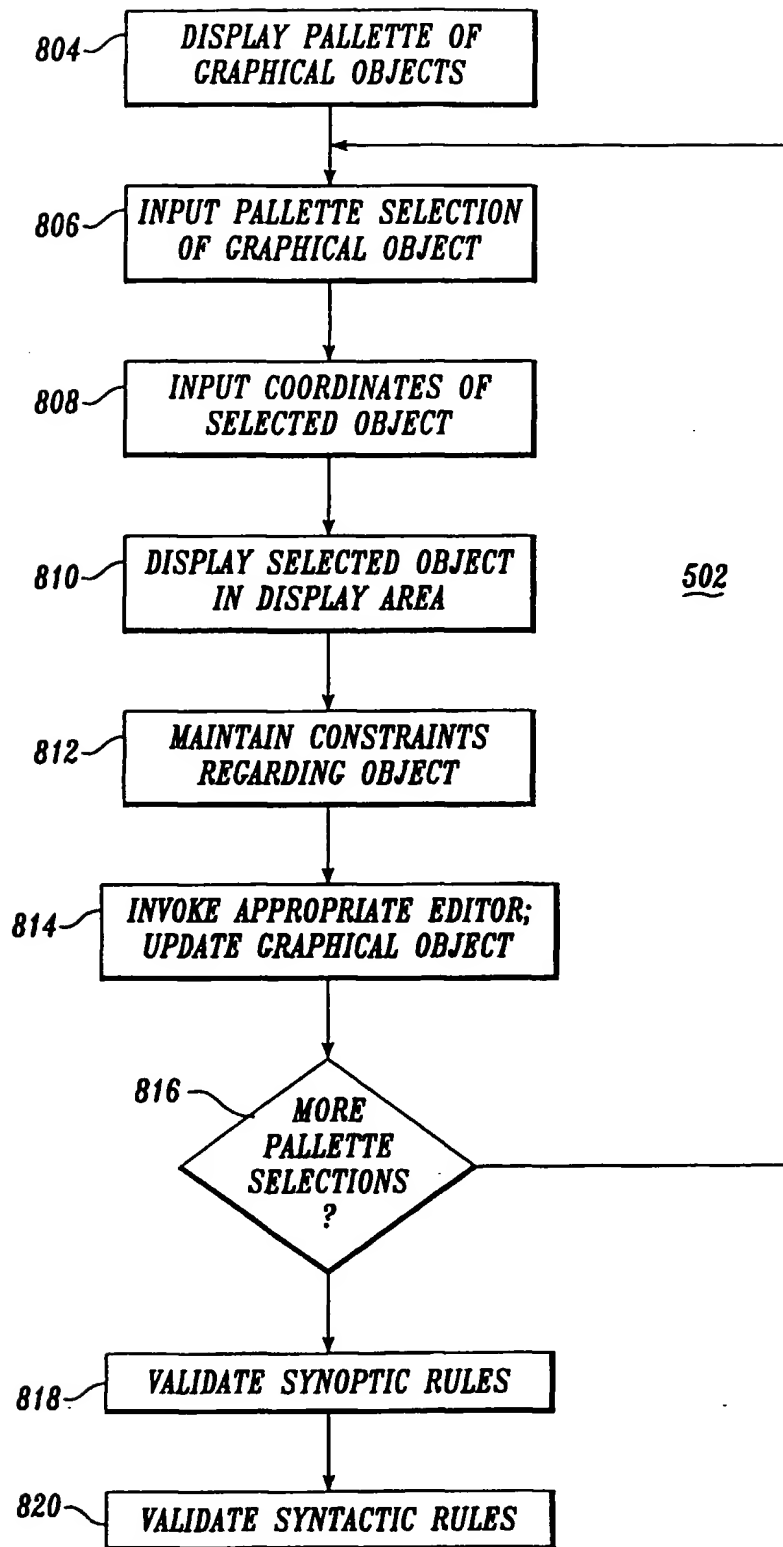 804
DISPLAY PALLETTE OF
GRAPHICAL OBJECTS
806
INPUT PALLETTE SELECTION
OF GRAPHICAL OBJECT
808
INPUT COORDINATES OF
SELECTED OBJECT
810
DISPLAY SELECTED OBJECT
IN DISPLAY AREA
502
812
MAINTAIN CONSTRAINTS
REGARDING OBJECT
814
INVOKE APPROPRIATE EDITOR;
UPDATE GRAPHICAL OBJECT
816
MORE
PALLETTE
SELECTIONS
?
818
VALIDATE SYNOPTIC RULES
820
VALIDATE SYNTACTIC RULES